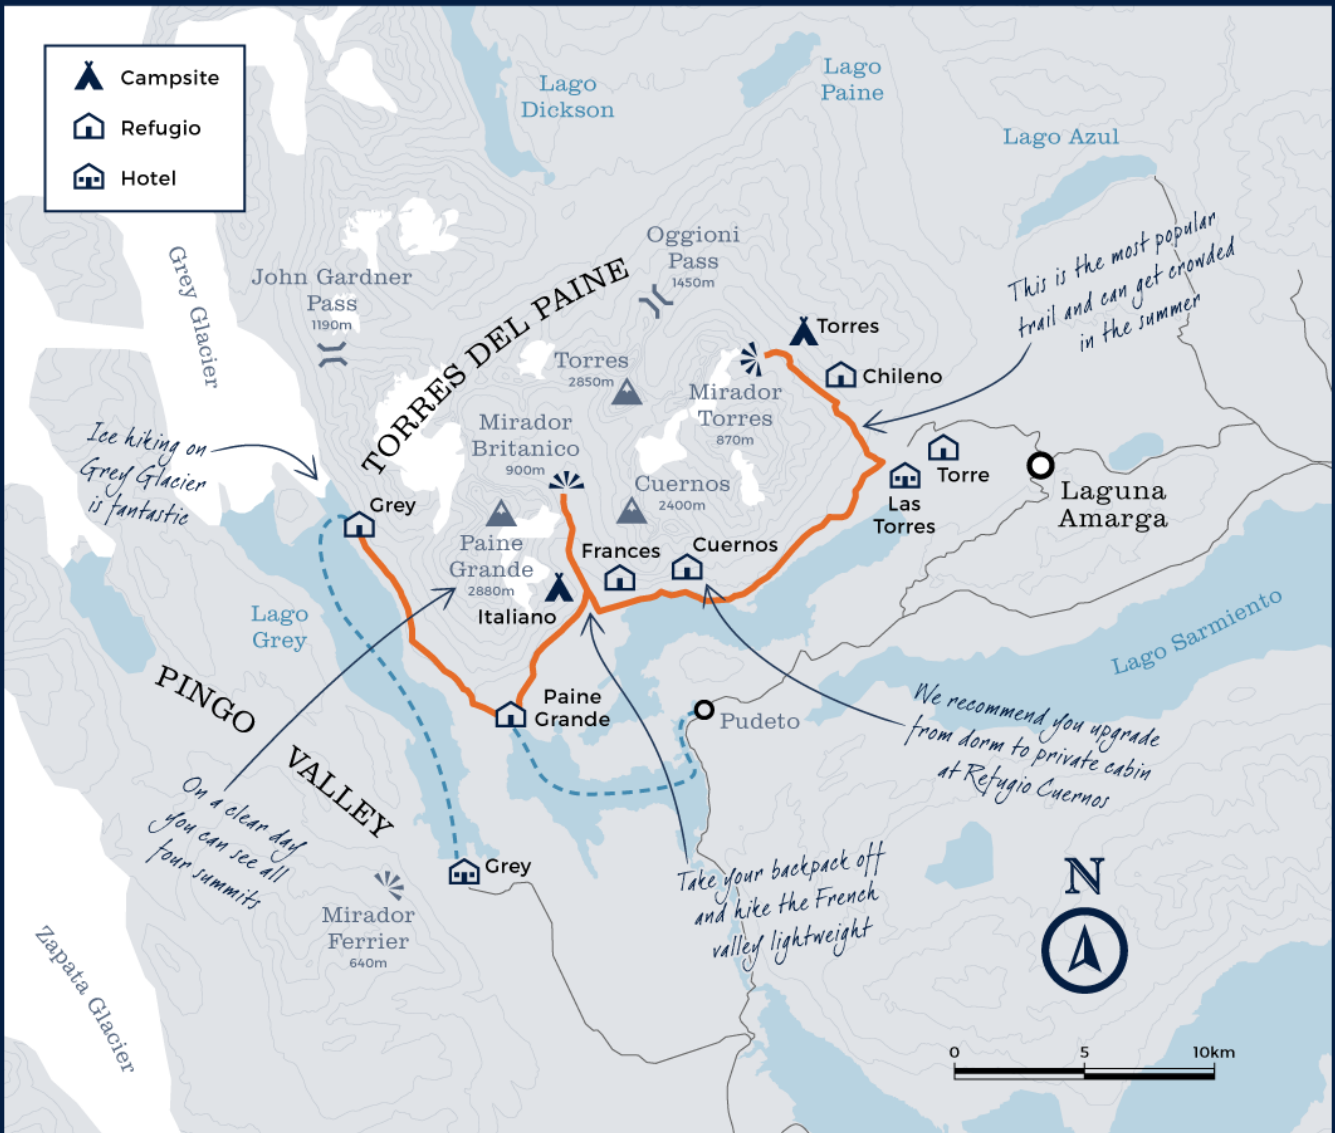 Campsite
Refugio
Hotel
Lago
Dickson
Lago
Paine
Lago Azul
Grey Glacier
John Gardner
Pass
1190m
TORRES DEL PAINE
Oggioni
Pass
1450m
This is the most popular
trail and can get crowded
in the summer
Torres
Chileno
Torres
2850m
Mirador
Torres
870m
Mirador
Britanico
900m
Ice hiking on
Grey Glacier
is fantastic
Grey
Cuernos
2400m
Torre
Las
Torres
Laguna
Amarga
Paine
Grande
2880m
Frances
Cuernos
Italiano
Lago
Grey
Lago Sarmiento
PINGO
VALLEY
Paine
Grande
Pudeto
We recommend you upgrade
from dorm to private cabin
at Refugio Cuernos
On a clear day
you can see all
four summits
Grey
Take your backpack off
and hike the French
valley lightweight
Mirador
Ferrier
640m
Zapata Glacier
N
0 5 10km